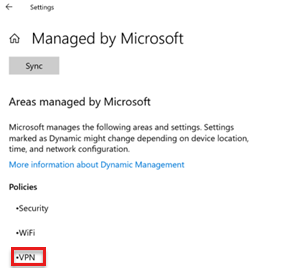 Settings
Managed by Microsoft
Sync
Areas managed by Microsoft
Microsoft manages the following areas and settings. Settings
marked as Dynamic might change depending on device location,
time, and network configuration.
More information about Dynamic Management
Policies
•Security
•WiFi
•VPN